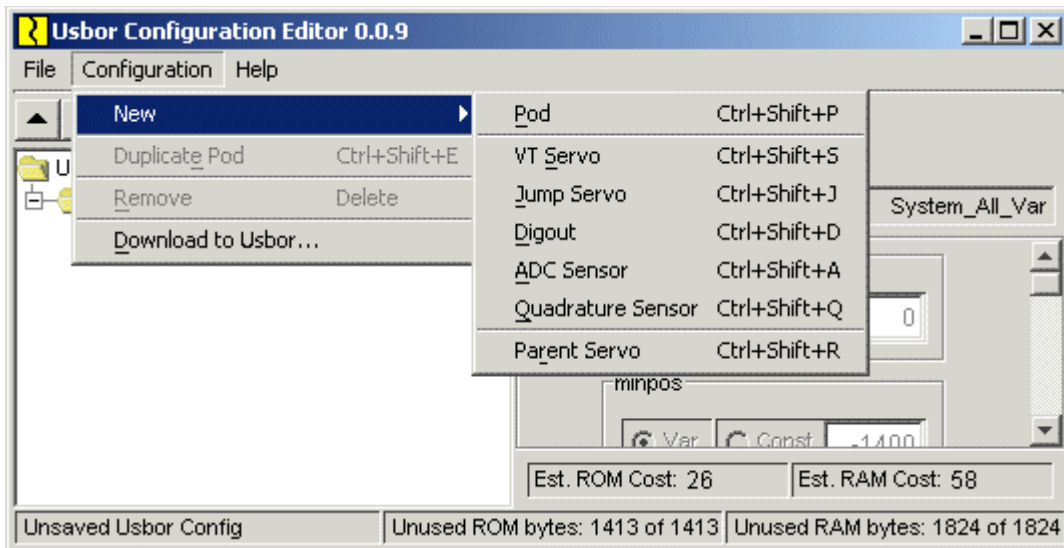 Usbor Configuration Editor 0.0.9
File Configuration Help
New
Duplicate Pod Ctrl+Shift+E
Remove Delete
Download to Usbor...
Pod Ctrl+Shift+P
VT Servo Ctrl+Shift+S
Jump Servo Ctrl+Shift+J
Digout Ctrl+Shift+D
ADC Sensor Ctrl+Shift+A
Quadrature Sensor Ctrl+Shift+Q
Parent Servo Ctrl+Shift+R
System_All_Var
0
minpos
Var Const -1400
Est. ROM Cost: 26 Est. RAM Cost: 58
Unsaved Usbor Config Unused ROM bytes: 1413 of 1413 Unused RAM bytes: 1824 of 1824